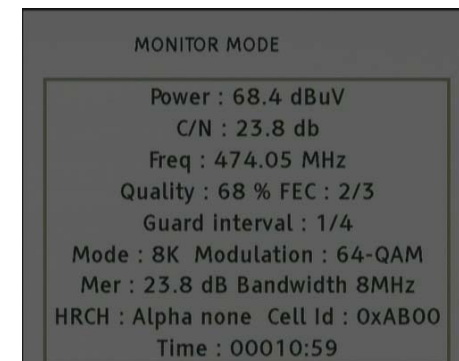 MONITOR MODE
Power : 68.4 dBuV
C/N : 23.8 db
Freq : 474.05 MHz
Quality : 68 % FEC : 2/3
Guard interval : 1/4
Mode : 8K Modulation : 64-QAM
Mer : 23.8 dB Bandwidth 8MHz
HRCH : Alpha none Cell Id : 0xAB00
Time : 00010:59